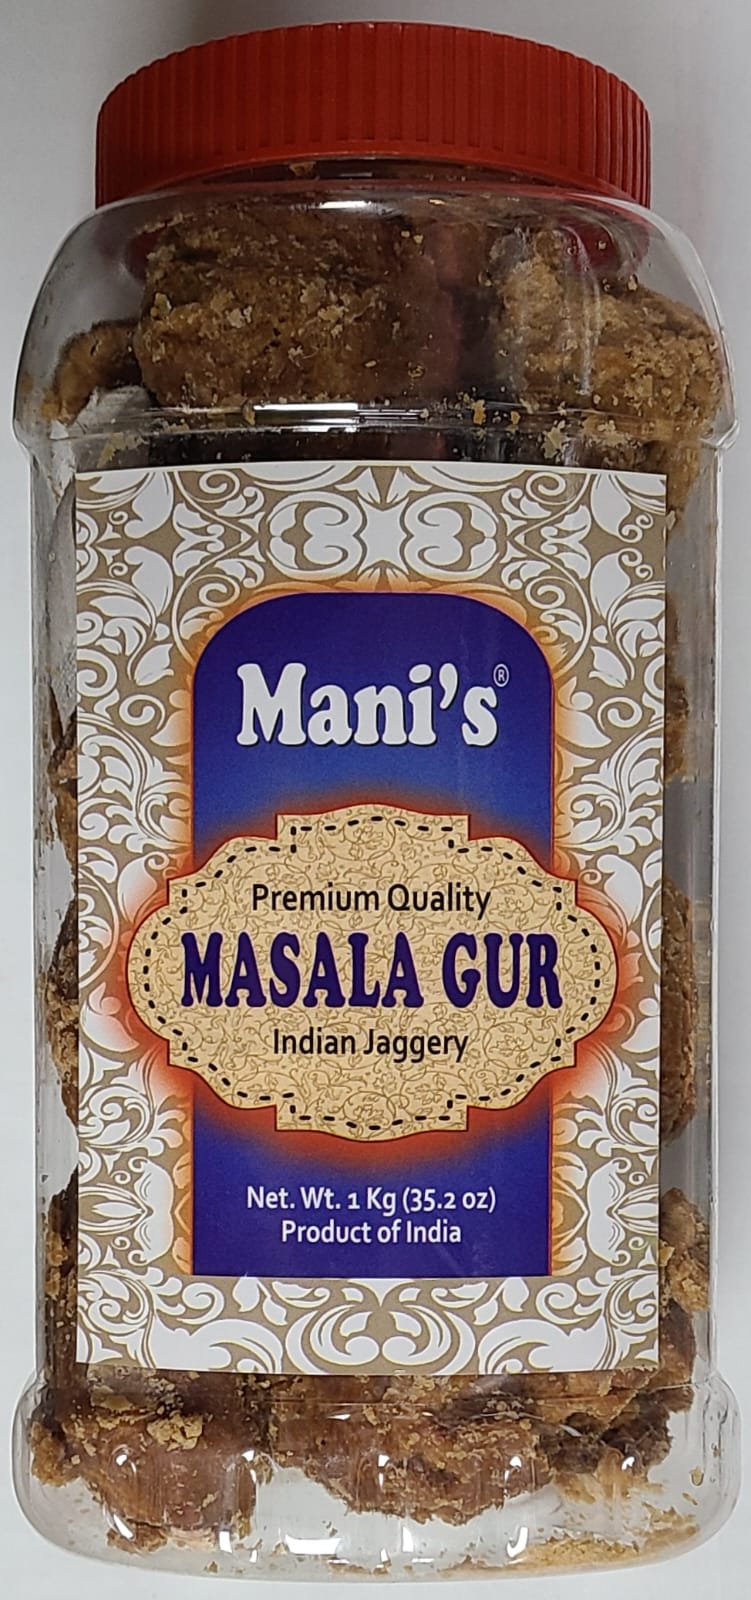 Mani's®
Premium Quality
MASALA GUR
Indian Jaggery
Net. Wt. 1 Kg (35.2 oz)
Product of India